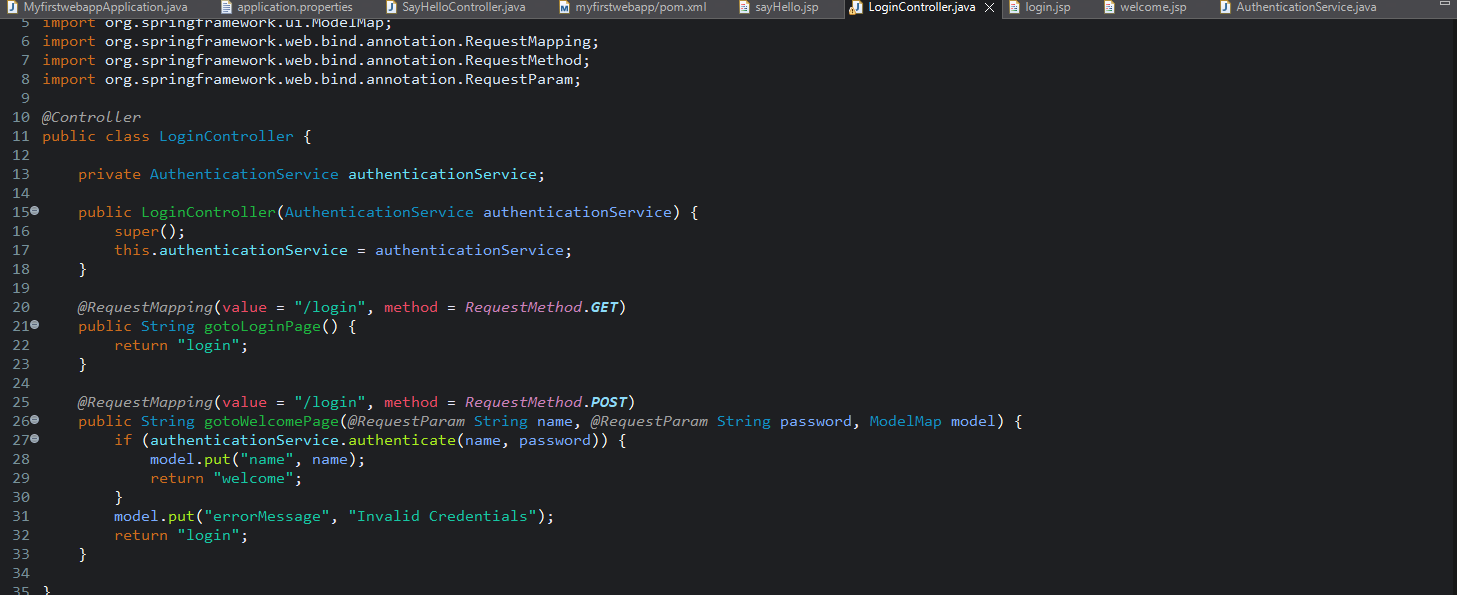 MyfirstwebappApplication.java application.properties SayHelloController.java myfirstwebapp/pom.xml sayHello.jsp LoginController.java login.jsp welcome.jsp AuthenticationService.java
5 import org.springframework.ui.ModelMap;
6 import org.springframework.web.bind.annotation.RequestMapping;
7 import org.springframework.web.bind.annotation.RequestMethod;
8 import org.springframework.web.bind.annotation.RequestParam;
9
10 @Controller
11 public class LoginController {
12
13     private AuthenticationService authenticationService;
14
15     public LoginController(AuthenticationService authenticationService) {
16         super();
17         this.authenticationService = authenticationService;
18     }
19
20     @RequestMapping(value = "/login", method = RequestMethod.GET)
21     public String gotoLoginPage() {
22         return "login";
23     }
24
25     @RequestMapping(value = "/login", method = RequestMethod.POST)
26     public String gotoWelcomePage(@RequestParam String name, @RequestParam String password, ModelMap model) {
27         if (authenticationService.authenticate(name, password)) {
28             model.put("name", name);
29             return "welcome";
30         }
31         model.put("errorMessage", "Invalid Credentials");
32         return "login";
33     }
34
35 }